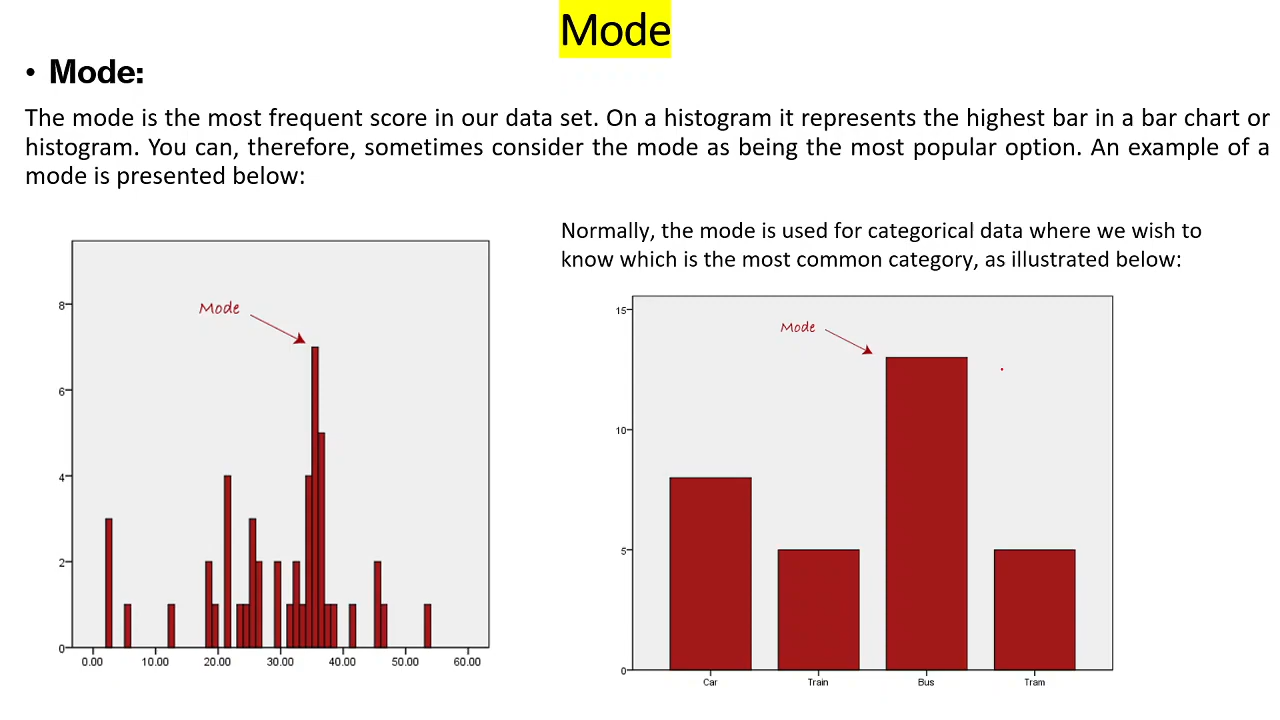 Mode
• Mode:
The mode is the most frequent score in our data set. On a histogram it represents the highest bar in a bar chart or
histogram. You can, therefore, sometimes consider the mode as being the most popular option. An example of a
mode is presented below:
Normally, the mode is used for categorical data where we wish to
know which is the most common category, as illustrated below:
Mode
8
6
4
2
0
0.00 10.00 20.00 30.00 40.00 50.00 60.00
Mode
15
10
5
0
Car Train Bus Tram